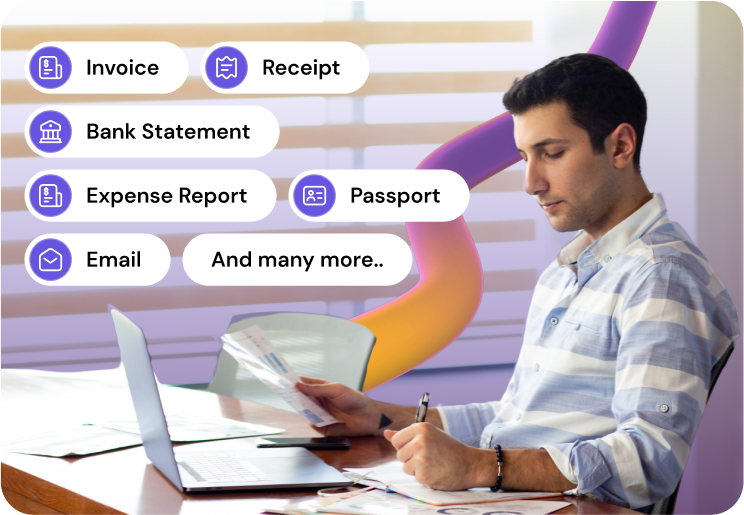 Invoice
Receipt
Bank Statement
Expense Report
Passport
Email
And many more..